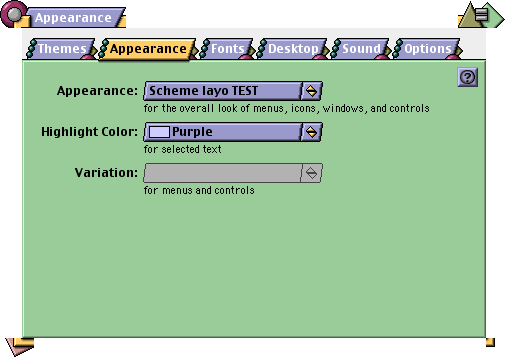 Appearance
Themes Appearance Fonts Desktop Sound Options
?
Appearance: Scheme layo TEST
for the overall look of menus, icons, windows, and controls
Highlight Color: Purple
for selected text
Variation:
for menus and controls